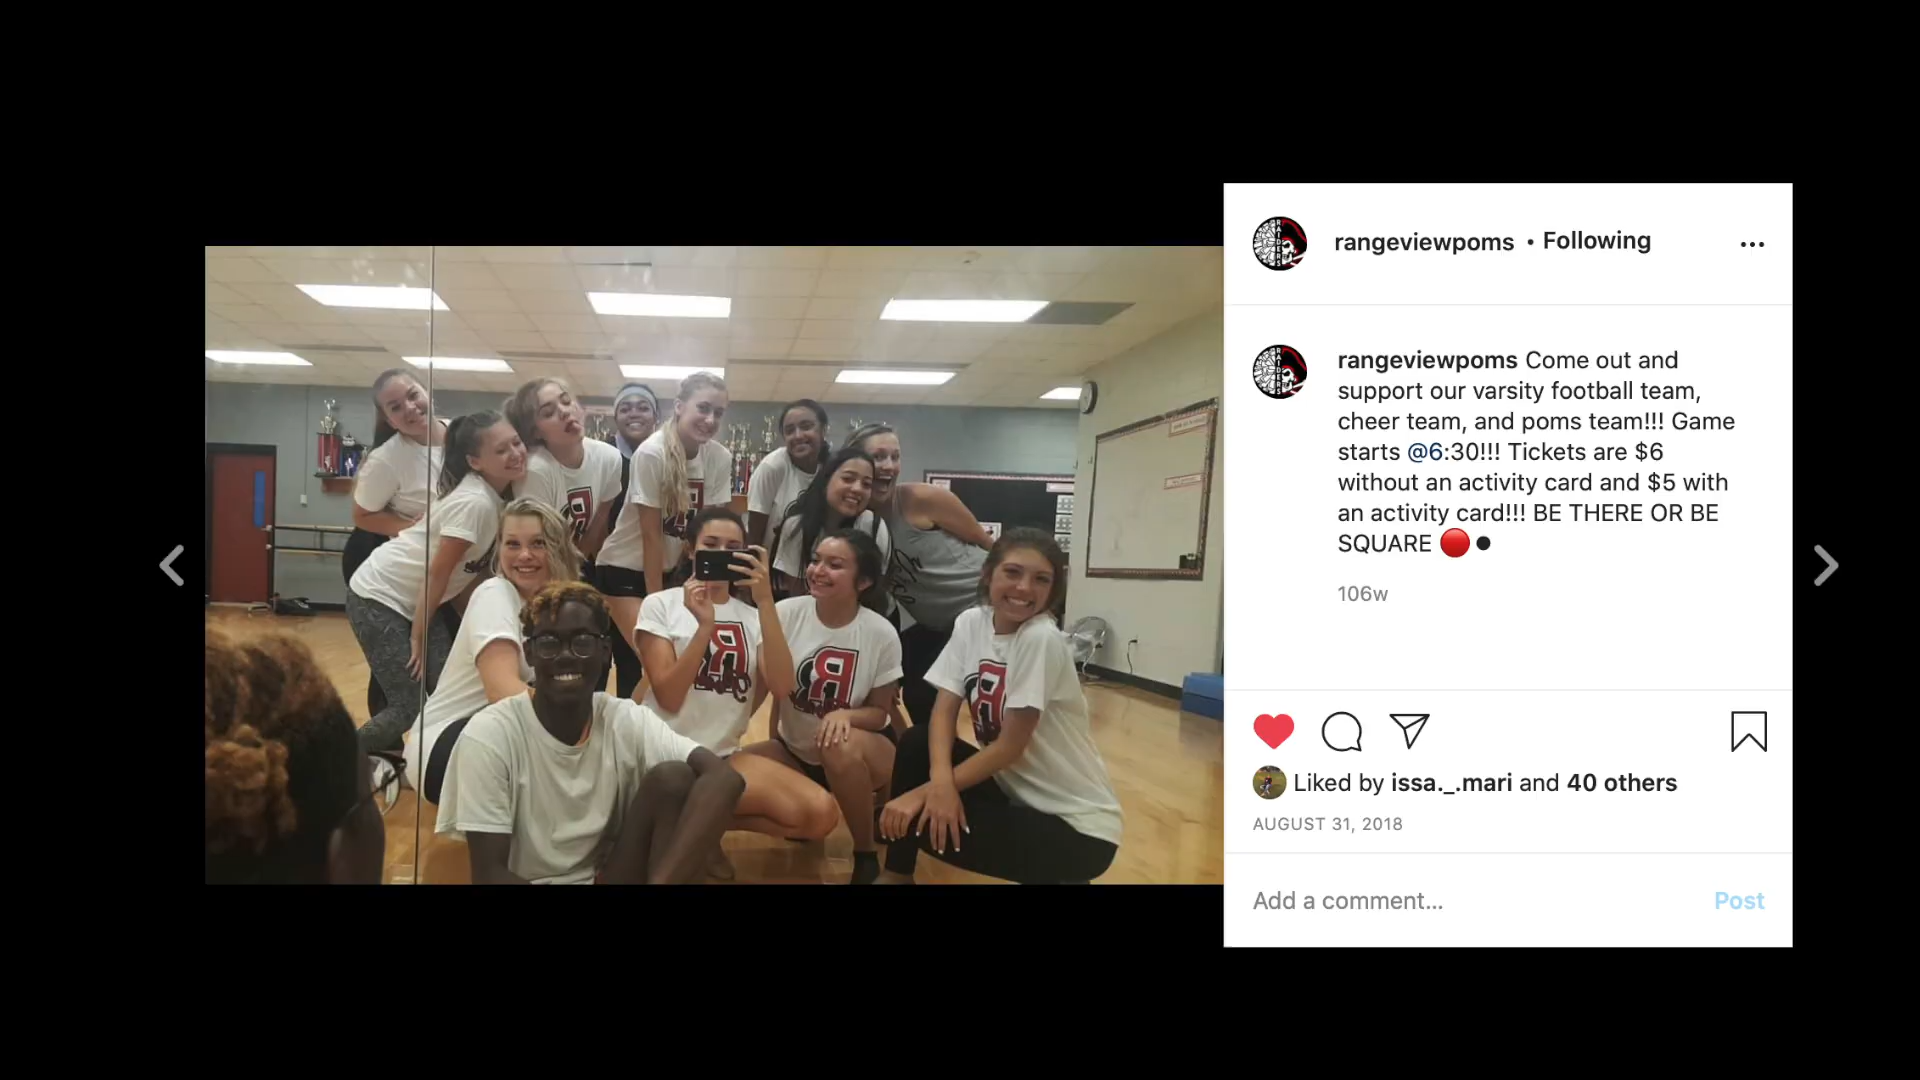 rangeviewpoms • Following
rangeviewpoms Come out and
support our varsity football team,
cheer team, and poms team!!! Game
starts @6:30!!! Tickets are $6
without an activity card and $5 with
an activity card!!! BE THERE OR BE
SQUARE 🔴⚫
106w
Liked by issa._.mari and 40 others
AUGUST 31, 2018
Add a comment...
Post
RAIDERS
RAIDERS
R
R
R